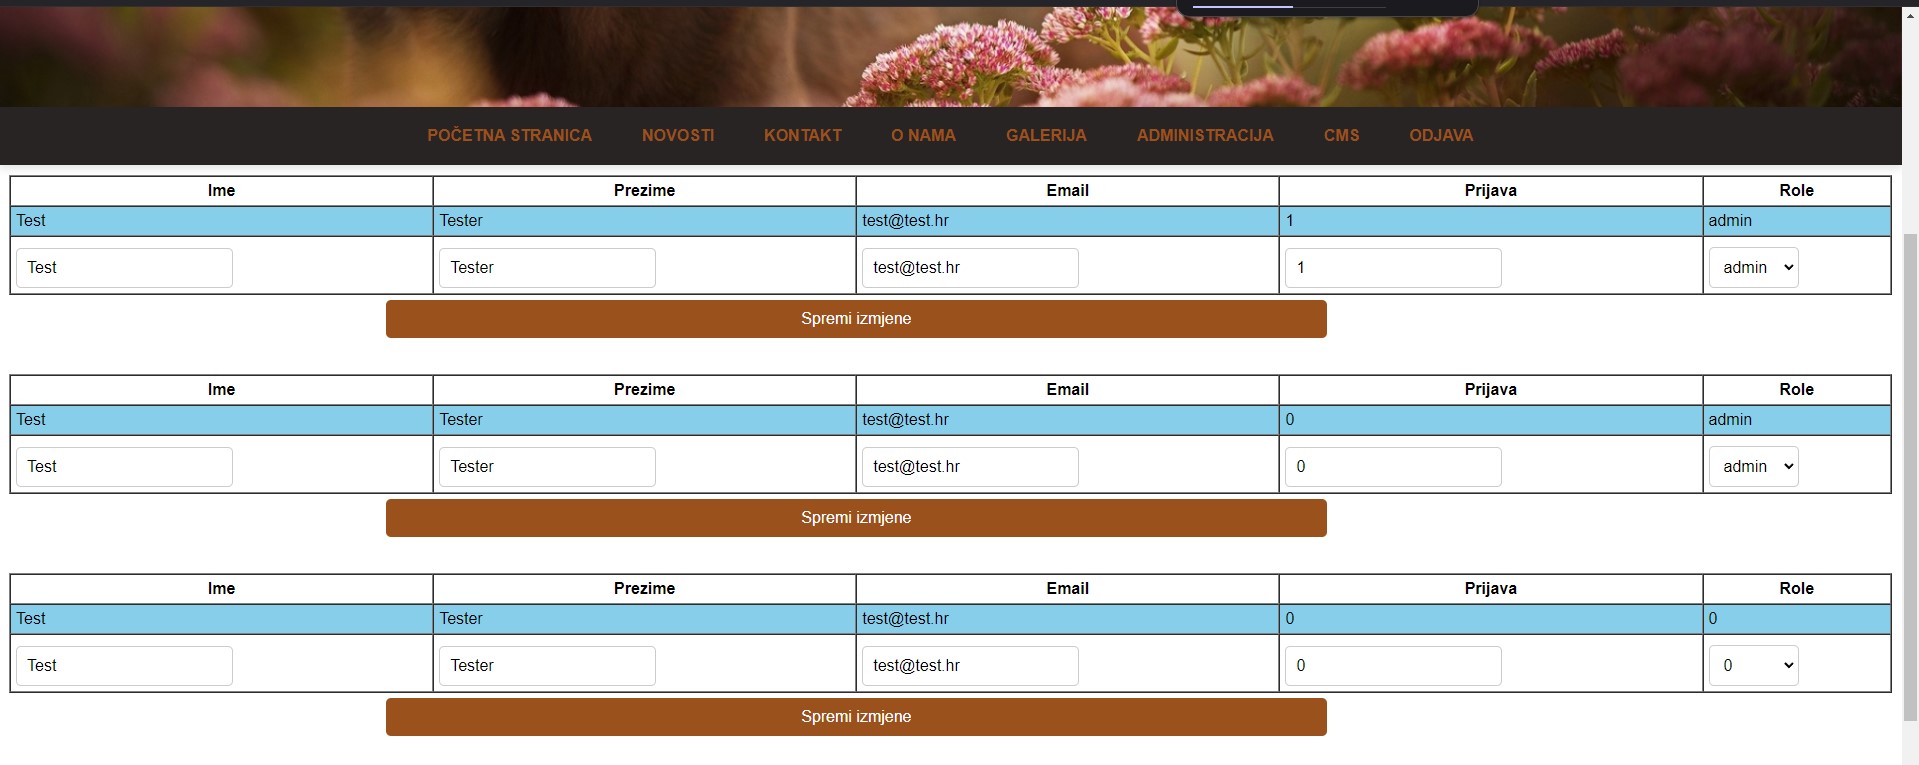 POČETNA STRANICA NOVOSTI KONTAKT O NAMA GALERIJA ADMINISTRACIJA CMS ODJAVA
Ime Prezime Email Prijava Role
Test Tester test@test.hr 1 admin
Test Tester test@test.hr 1 admin
Spremi izmjene
Ime Prezime Email Prijava Role
Test Tester test@test.hr 0 admin
Test Tester test@test.hr 0 admin
Spremi izmjene
Ime Prezime Email Prijava Role
Test Tester test@test.hr 0 0
Test Tester test@test.hr 0 0
Spremi izmjene